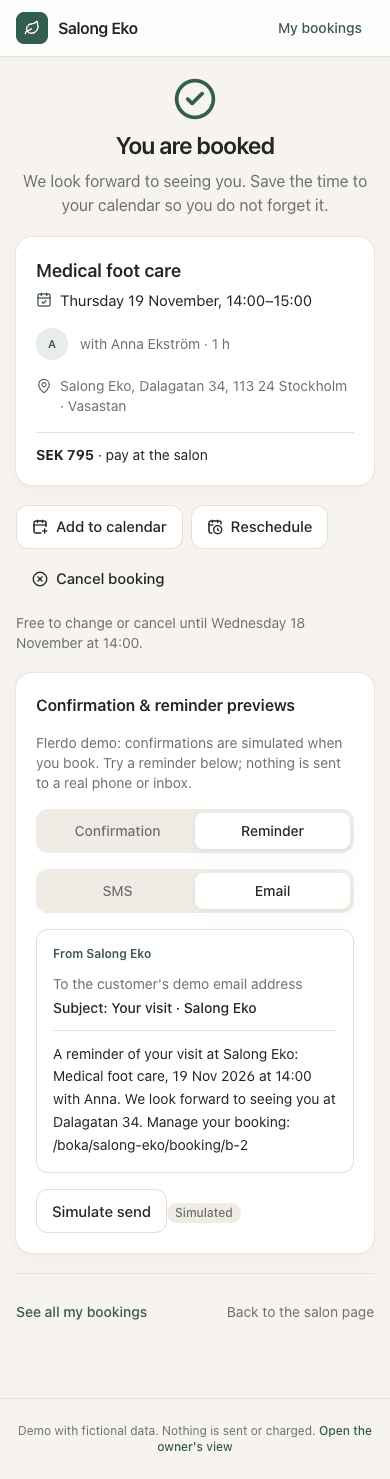 Salong Eko
My bookings
You are booked
We look forward to seeing you. Save the time to
your calendar so you do not forget it.
Medical foot care
Thursday 19 November, 14:00–15:00
A
with Anna Ekström · 1 h
Salong Eko, Dalagatan 34, 113 24 Stockholm
· Vasastan
SEK 795 · pay at the salon
Add to calendar
Reschedule
Cancel booking
Free to change or cancel until Wednesday 18
November at 14:00.
Confirmation & reminder previews
Flerdo demo: confirmations are simulated when
you book. Try a reminder below; nothing is sent
to a real phone or inbox.
Confirmation
Reminder
SMS
Email
From Salong Eko
To the customer's demo email address
Subject: Your visit · Salong Eko
A reminder of your visit at Salong Eko:
Medical foot care, 19 Nov 2026 at 14:00
with Anna. We look forward to seeing you at
Dalagatan 34. Manage your booking:
/boka/salong-eko/booking/b-2
Simulate send
Simulated
See all my bookings
Back to the salon page
Demo with fictional data. Nothing is sent or charged. Open the
owner's view